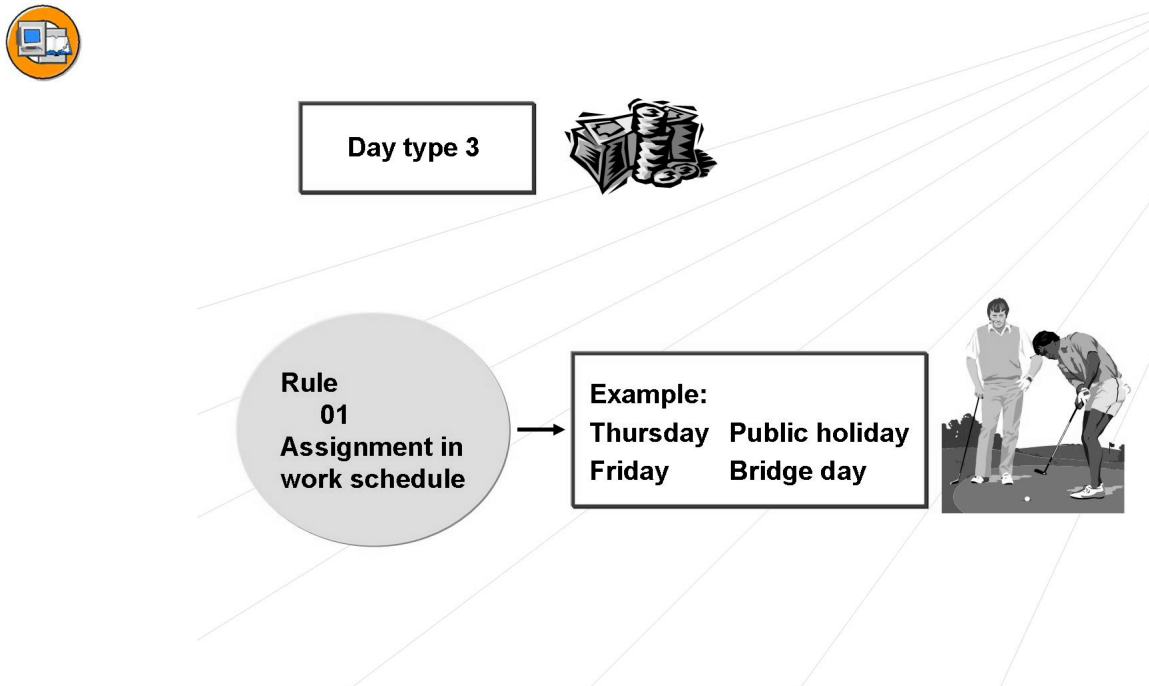 Day type 3
Rule
01
Assignment in
work schedule
Example:
Thursday Public holiday
Friday Bridge day